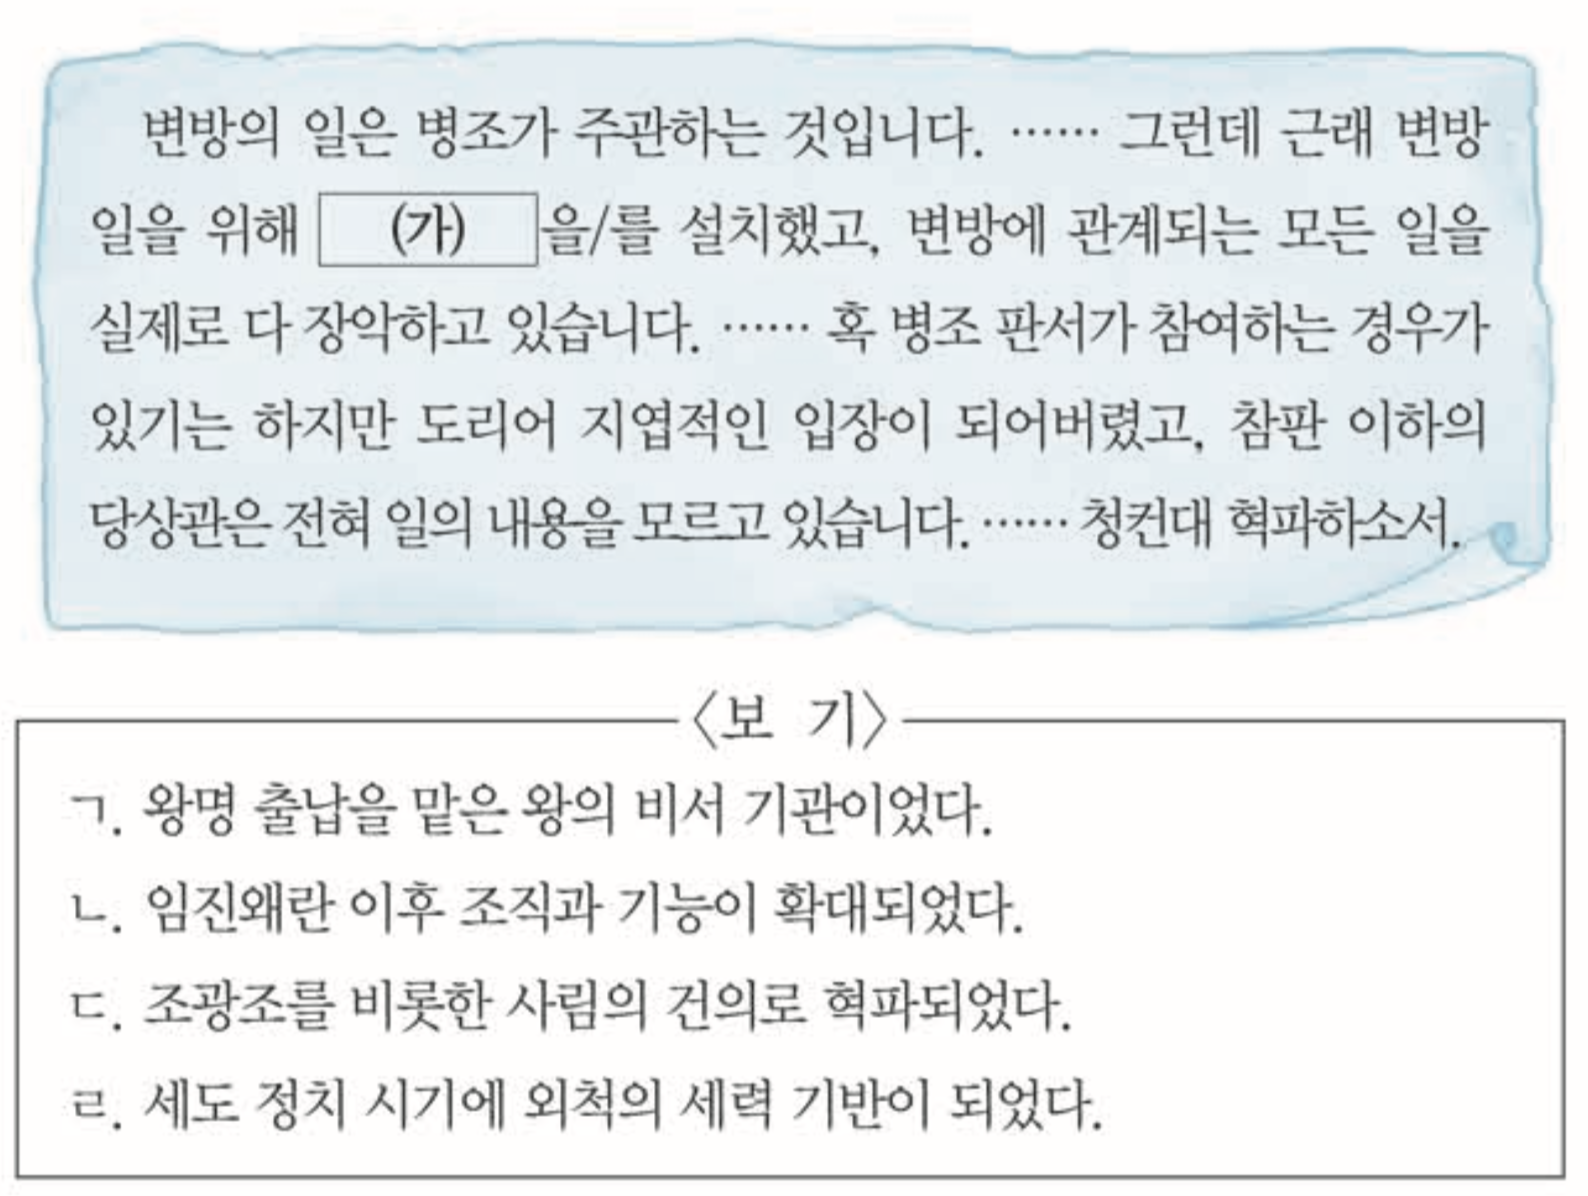 변방의 일은 병조가 주관하는 것입니다. …… 그런데 근래 변방
일을 위해 (가) 을/를 설치했고, 변방에 관계되는 모든 일을
실제로 다 장악하고 있습니다. …… 혹 병조 판서가 참여하는 경우가
있기는 하지만 도리어 지엽적인 입장이 되어버렸고, 참판 이하의
당상관은 전혀 일의 내용을 모르고 있습니다. …… 청컨대 혁파하소서.
〈보 기〉
ㄱ. 왕명 출납을 맡은 왕의 비서 기관이었다.
ㄴ. 임진왜란 이후 조직과 기능이 확대되었다.
ㄷ. 조광조를 비롯한 사림의 건의로 혁파되었다.
ㄹ. 세도 정치 시기에 외척의 세력 기반이 되었다.